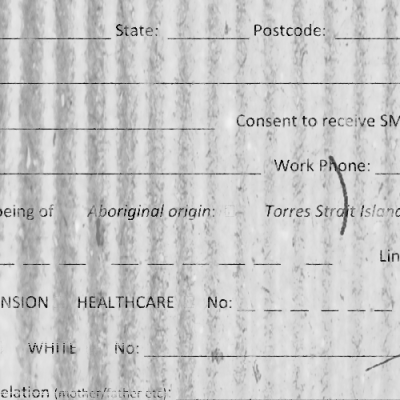 State: Postcode:
Consent to receive SM
Work Phone:
being of Aboriginal origin: Torres Strait Island
Lin
NSION HEALTHCARE No:
WHITE No:
elation (mother/father etc):